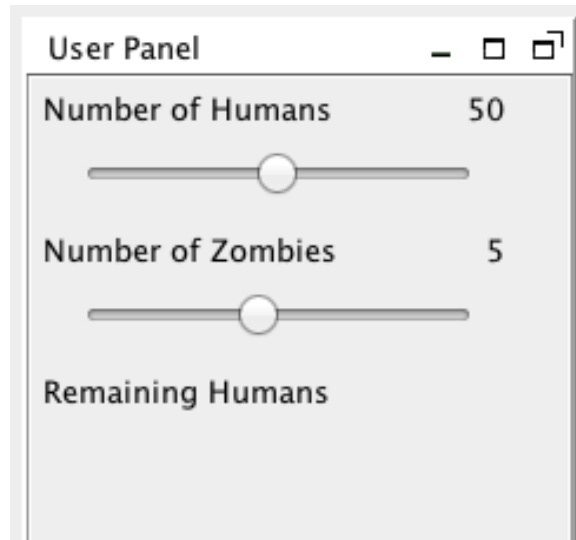 User Panel
Number of Humans 50
Number of Zombies 5
Remaining Humans